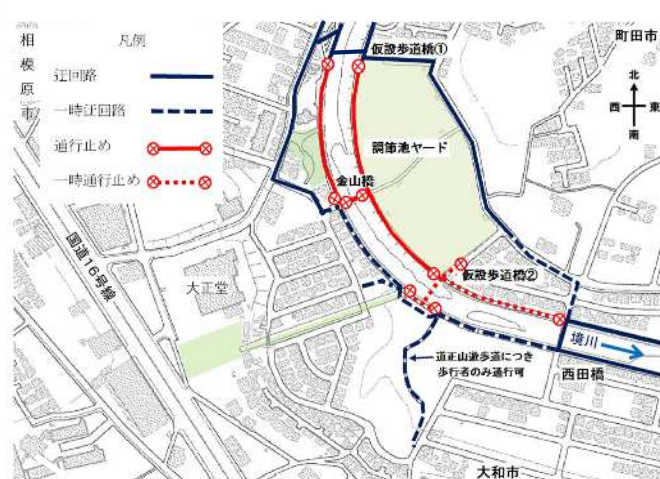 相模原市
凡例
迂回路
一時迂回路
通行止め
一時通行止め
仮設歩道橋①
町田市
北
西 東
南
調節池ヤード
金山橋
国道16号線
大正堂
仮設歩道橋②
境川
道正山遊歩道につき
歩行者のみ通行可
西田橋
大和市